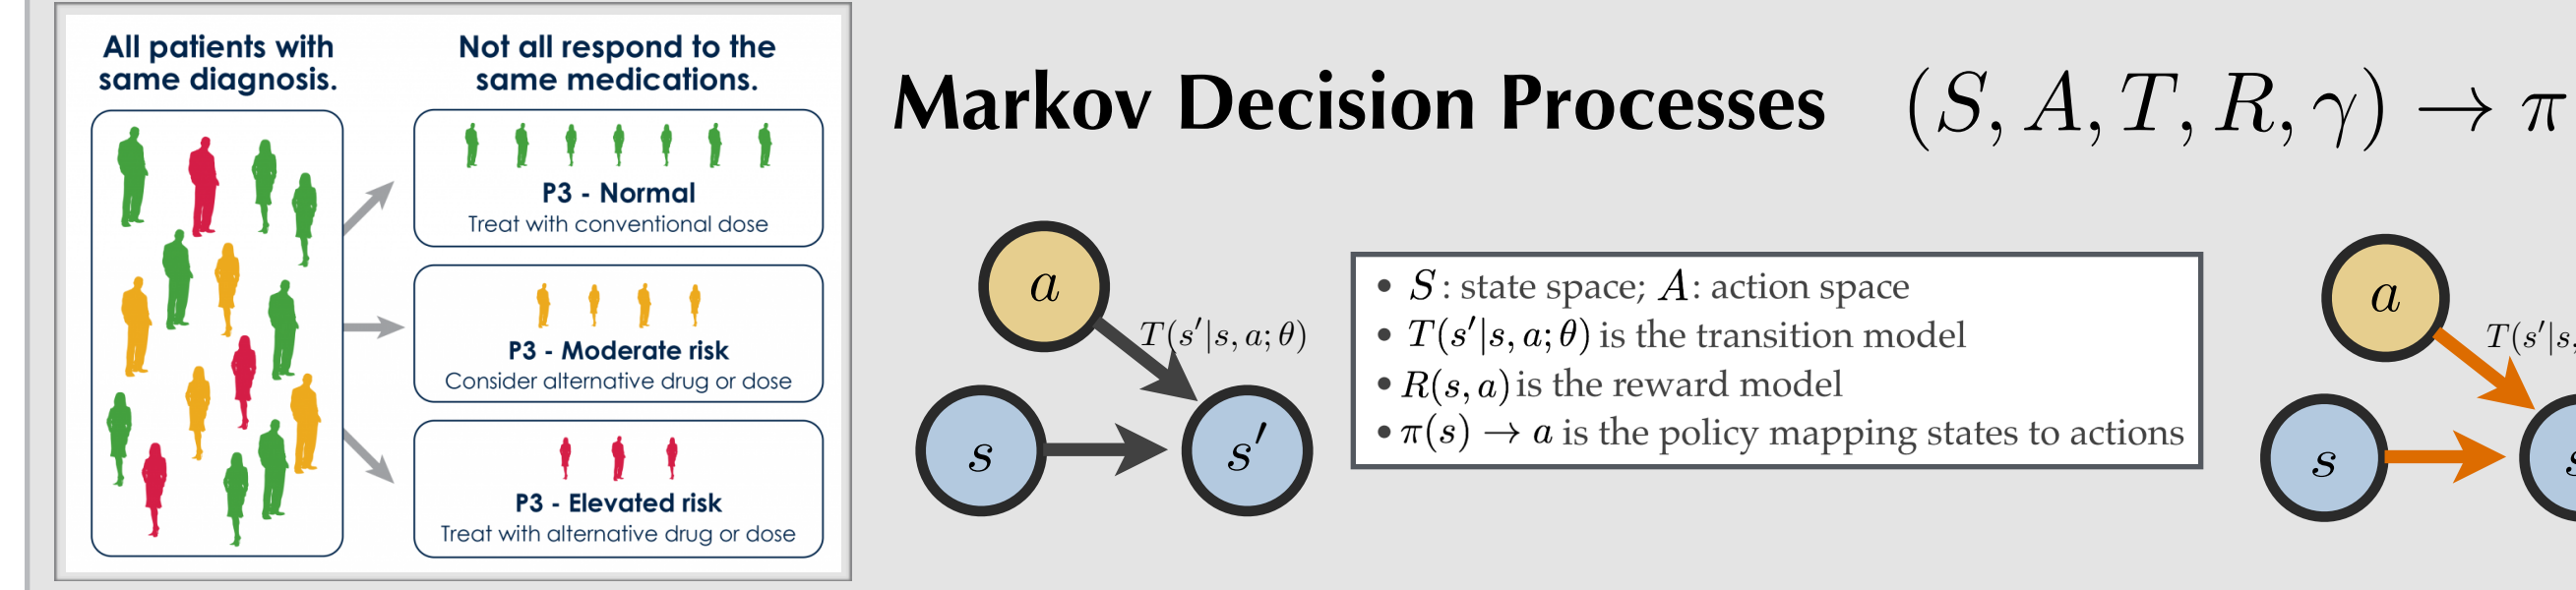 All patients with
same diagnosis.
Not all respond to the
same medications.
P3 - Normal
Treat with conventional dose
P3 - Moderate risk
Consider alternative drug or dose
P3 - Elevated risk
Treat with alternative drug or dose
Markov Decision Processes (S, A, T, R, γ) → π
a
T(s′|s, a; θ)
s
s′
• S: state space; A: action space
• T(s′|s, a; θ) is the transition model
• R(s, a) is the reward model
• π(s) → a is the policy mapping states to actions
a
T(s′|s,
s
s